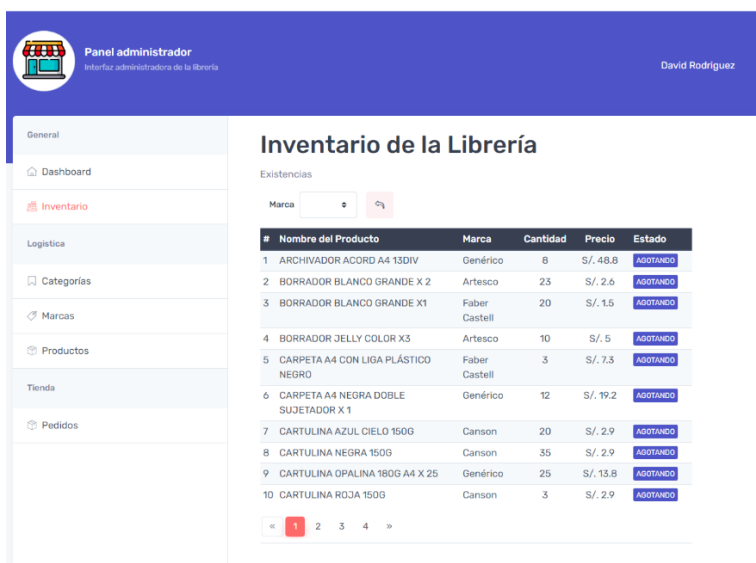 Panel administrador
Interfaz administradora de la librería
David Rodriguez
General
Dashboard
Inventario
Logística
Categorías
Marcas
Productos
Tienda
Pedidos
Inventario de la Librería
Existencias
Marca
# Nombre del Producto Marca Cantidad Precio Estado
1 ARCHIVADOR ACORD A4 13DIV Genérico 8 S/. 48.8 AGOTANDO
2 BORRADOR BLANCO GRANDE X 2 Artesco 23 S/. 2.6 AGOTANDO
3 BORRADOR BLANCO GRANDE X1 Faber 20 S/. 1.5 AGOTANDO
Castell
4 BORRADOR JELLY COLOR X3 Artesco 10 S/. 5 AGOTANDO
5 CARPETA A4 CON LIGA PLÁSTICO Faber 3 S/. 7.3 AGOTANDO
NEGRO Castell
6 CARPETA A4 NEGRA DOBLE Genérico 12 S/. 19.2 AGOTANDO
SUJETADOR X 1
7 CARTULINA AZUL CIELO 150G Canson 20 S/. 2.9 AGOTANDO
8 CARTULINA NEGRA 150G Canson 35 S/. 2.9 AGOTANDO
9 CARTULINA OPALINA 180G A4 X 25 Genérico 25 S/. 13.8 AGOTANDO
10 CARTULINA ROJA 150G Canson 3 S/. 2.9 AGOTANDO
« 1 2 3 4 »